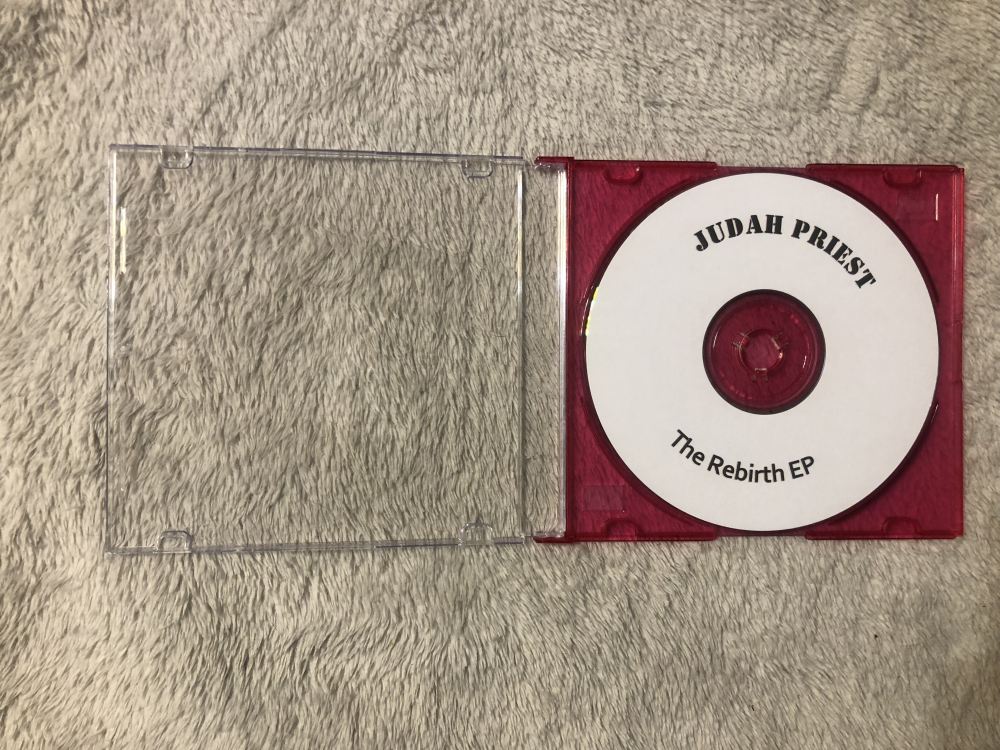 JUDAH PRIEST
The Rebirth EP